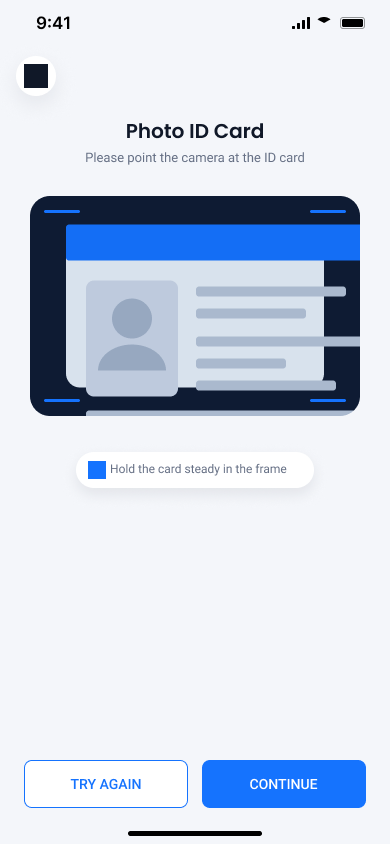 9:41
Photo ID Card
Please point the camera at the ID card
Hold the card steady in the frame
TRY AGAIN
CONTINUE